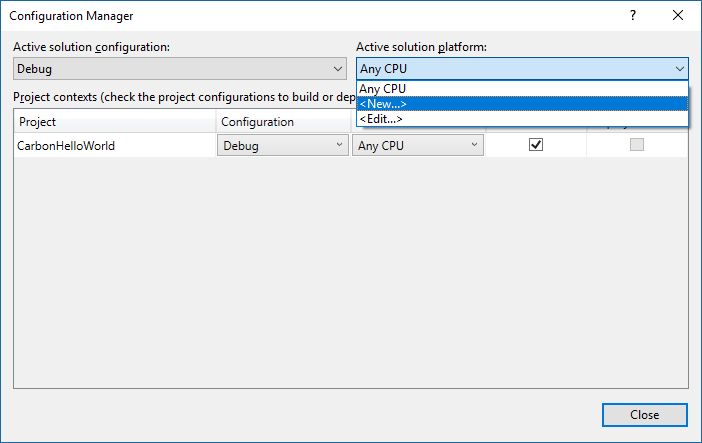 Configuration Manager
?
Active solution configuration:
Active solution platform:
Debug
Any CPU
Any CPU
<New...>
<Edit...>
Project contexts (check the project configurations to build or dep
Project
Configuration
CarbonHelloWorld
Debug
Any CPU
Close